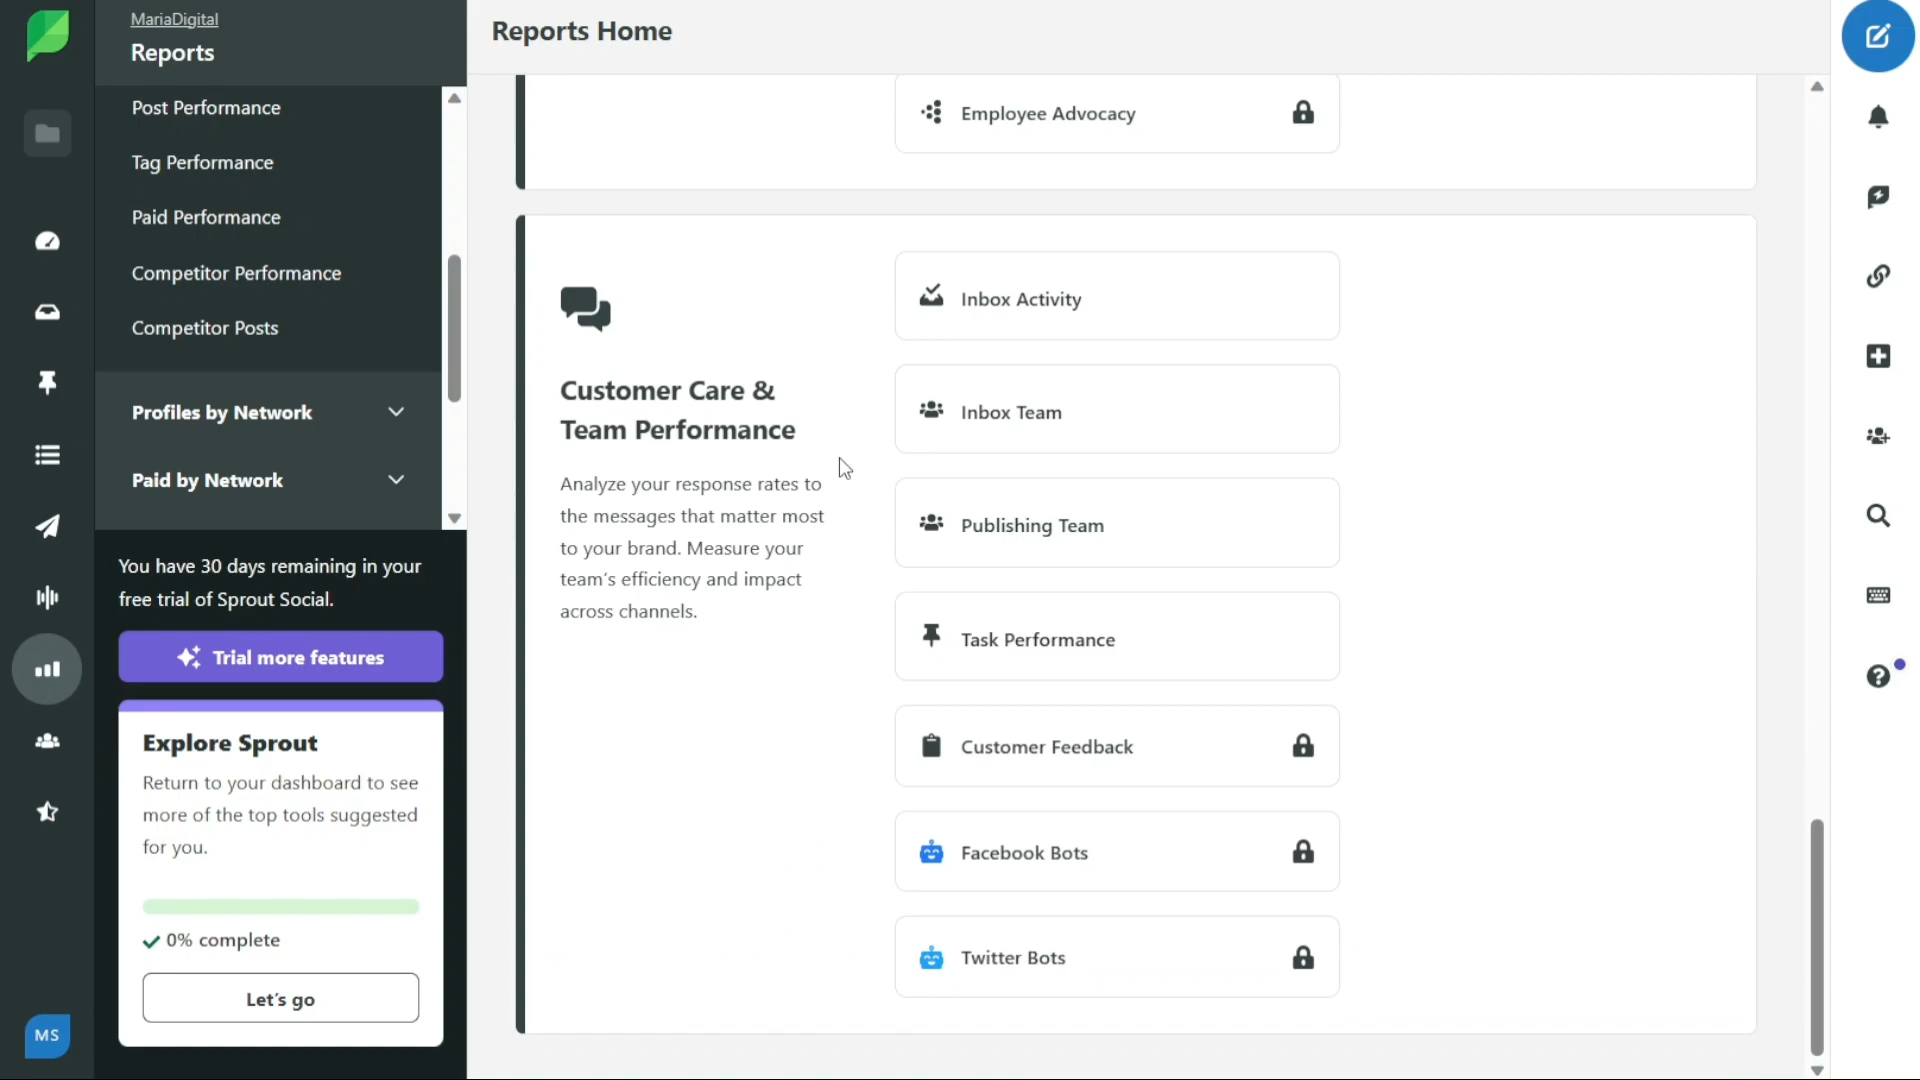 MariaDigital
Reports
Post Performance
Tag Performance
Paid Performance
Competitor Performance
Competitor Posts
Profiles by Network
Paid by Network
You have 30 days remaining in your
free trial of Sprout Social.
Trial more features
Explore Sprout
Return to your dashboard to see
more of the top tools suggested
for you.
0% complete
Let’s go
MS
Reports Home
Employee Advocacy
Customer Care &
Team Performance
Analyze your response rates to
the messages that matter most
to your brand. Measure your
team’s efficiency and impact
across channels.
Inbox Activity
Inbox Team
Publishing Team
Task Performance
Customer Feedback
Facebook Bots
Twitter Bots